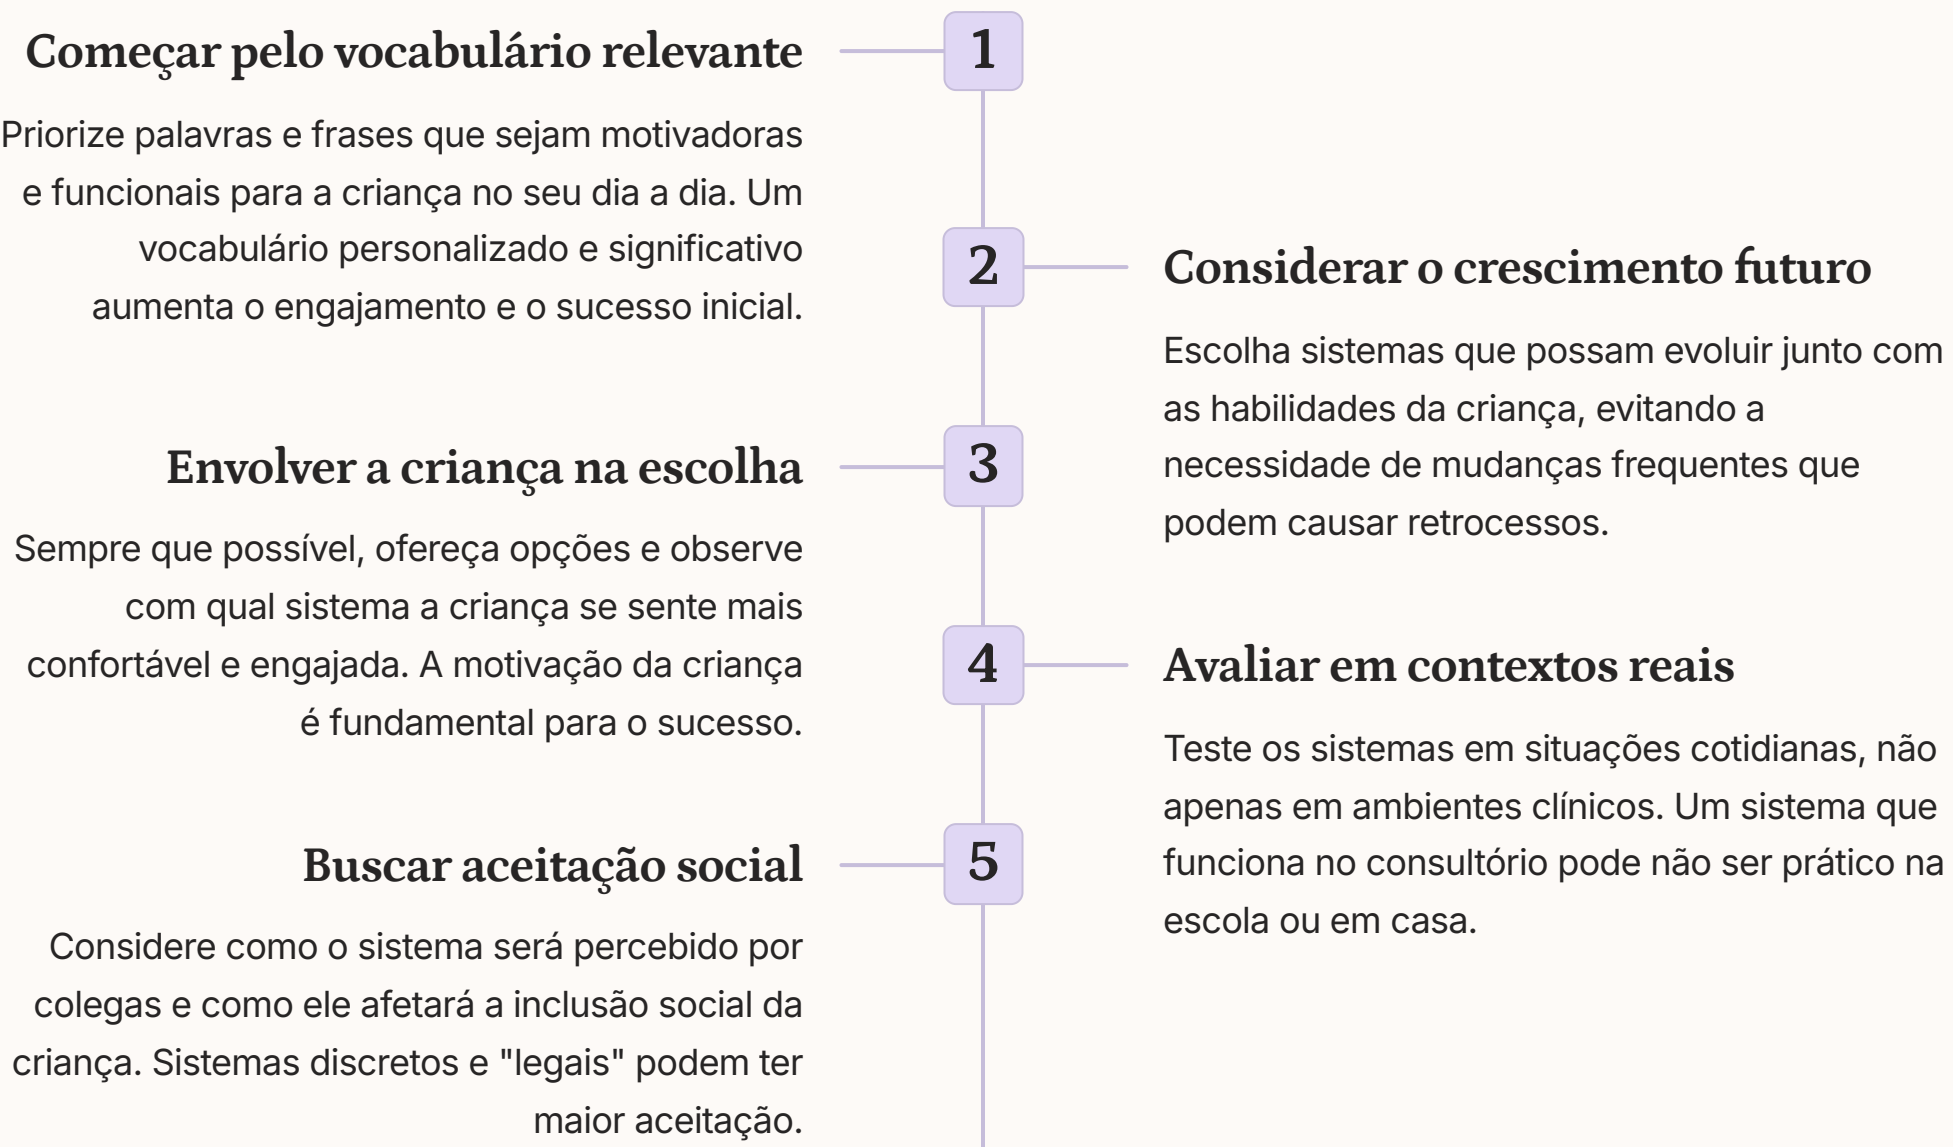 Começar pelo vocabulário relevante
1
Priorize palavras e frases que sejam motivadoras
e funcionais para a criança no seu dia a dia. Um
vocabulário personalizado e significativo
aumenta o engajamento e o sucesso inicial.
2
Considerar o crescimento futuro
Escolha sistemas que possam evoluir junto com
as habilidades da criança, evitando a
necessidade de mudanças frequentes que
podem causar retrocessos.
Envolver a criança na escolha
3
Sempre que possível, ofereça opções e observe
com qual sistema a criança se sente mais
confortável e engajada. A motivação da criança
é fundamental para o sucesso.
4
Avaliar em contextos reais
Teste os sistemas em situações cotidianas, não
apenas em ambientes clínicos. Um sistema que
funciona no consultório pode não ser prático na
escola ou em casa.
Buscar aceitação social
5
Considere como o sistema será percebido por
colegas e como ele afetará a inclusão social da
criança. Sistemas discretos e "legais" podem ter
maior aceitação.